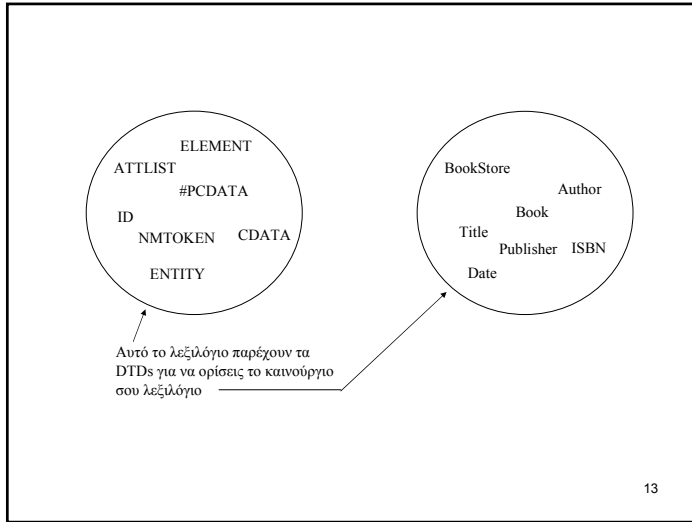 ELEMENT
ATTLIST
#PCDATA
ID
NMTOKEN
CDATA
ENTITY
BookStore
Author
Book
Title
Publisher
ISBN
Date
Αυτό το λεξιλόγιο παρέχουν τα
DTDs για να ορίσεις το καινούργιο
σου λεξιλόγιο
13